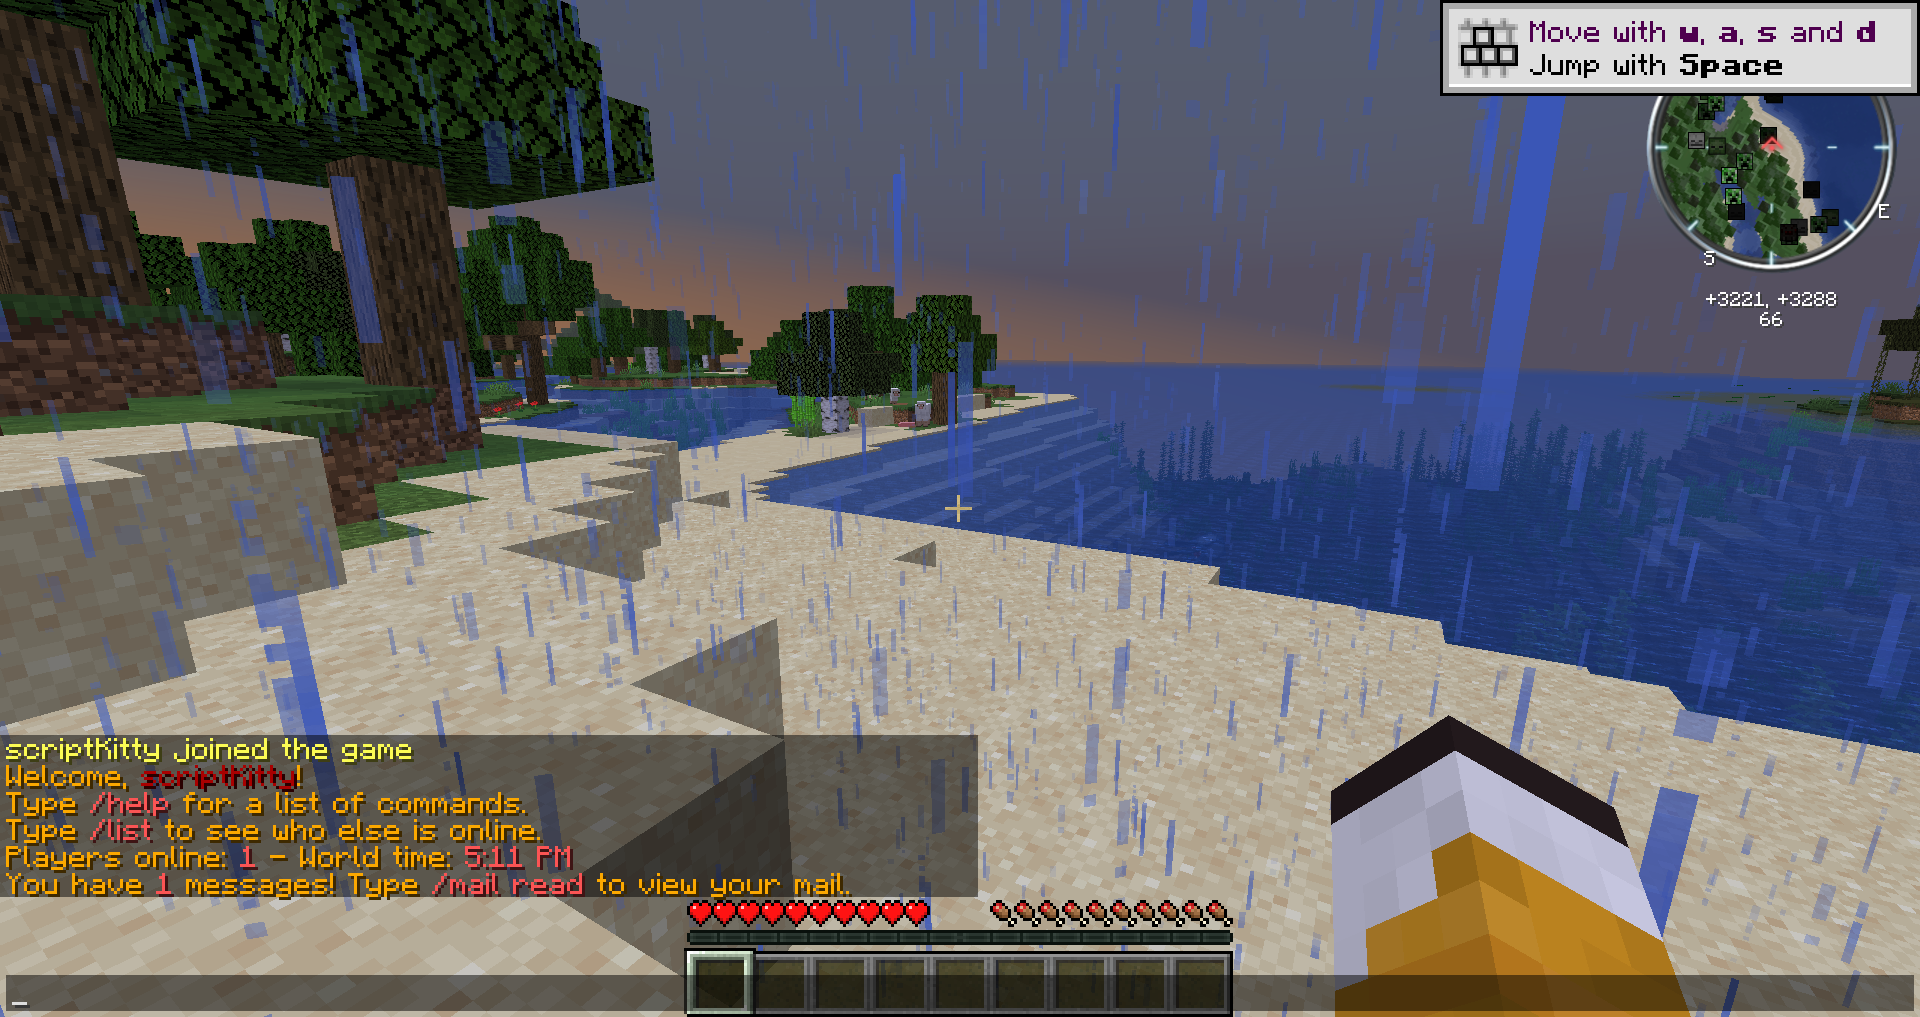 Move with w, a, s and d
Jump with Space
E
S
+3221, +3288
66
scriptKitty joined the game
Welcome, scriptKitty!
Type /help for a list of commands.
Type /list to see who else is online.
Players online: 1 - World time: 5:11 PM
You have 1 messages! Type /mail read to view your mail.
_